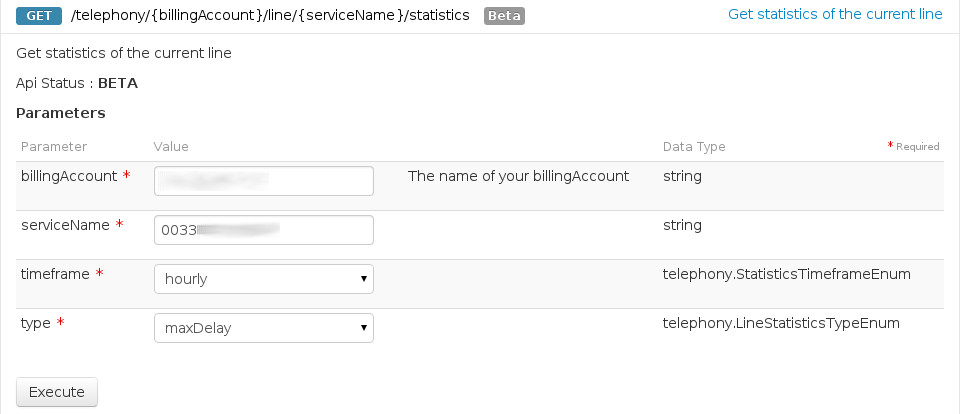 GET /telephony/{billingAccount}/line/{serviceName}/statistics Beta Get statistics of the current line
Get statistics of the current line
Api Status : BETA
Parameters
Parameter Value Data Type * Required
billingAccount * The name of your billingAccount string
serviceName * 0033 string
timeframe * hourly telephony.StatisticsTimeframeEnum
type * maxDelay telephony.LineStatisticsTypeEnum
Execute